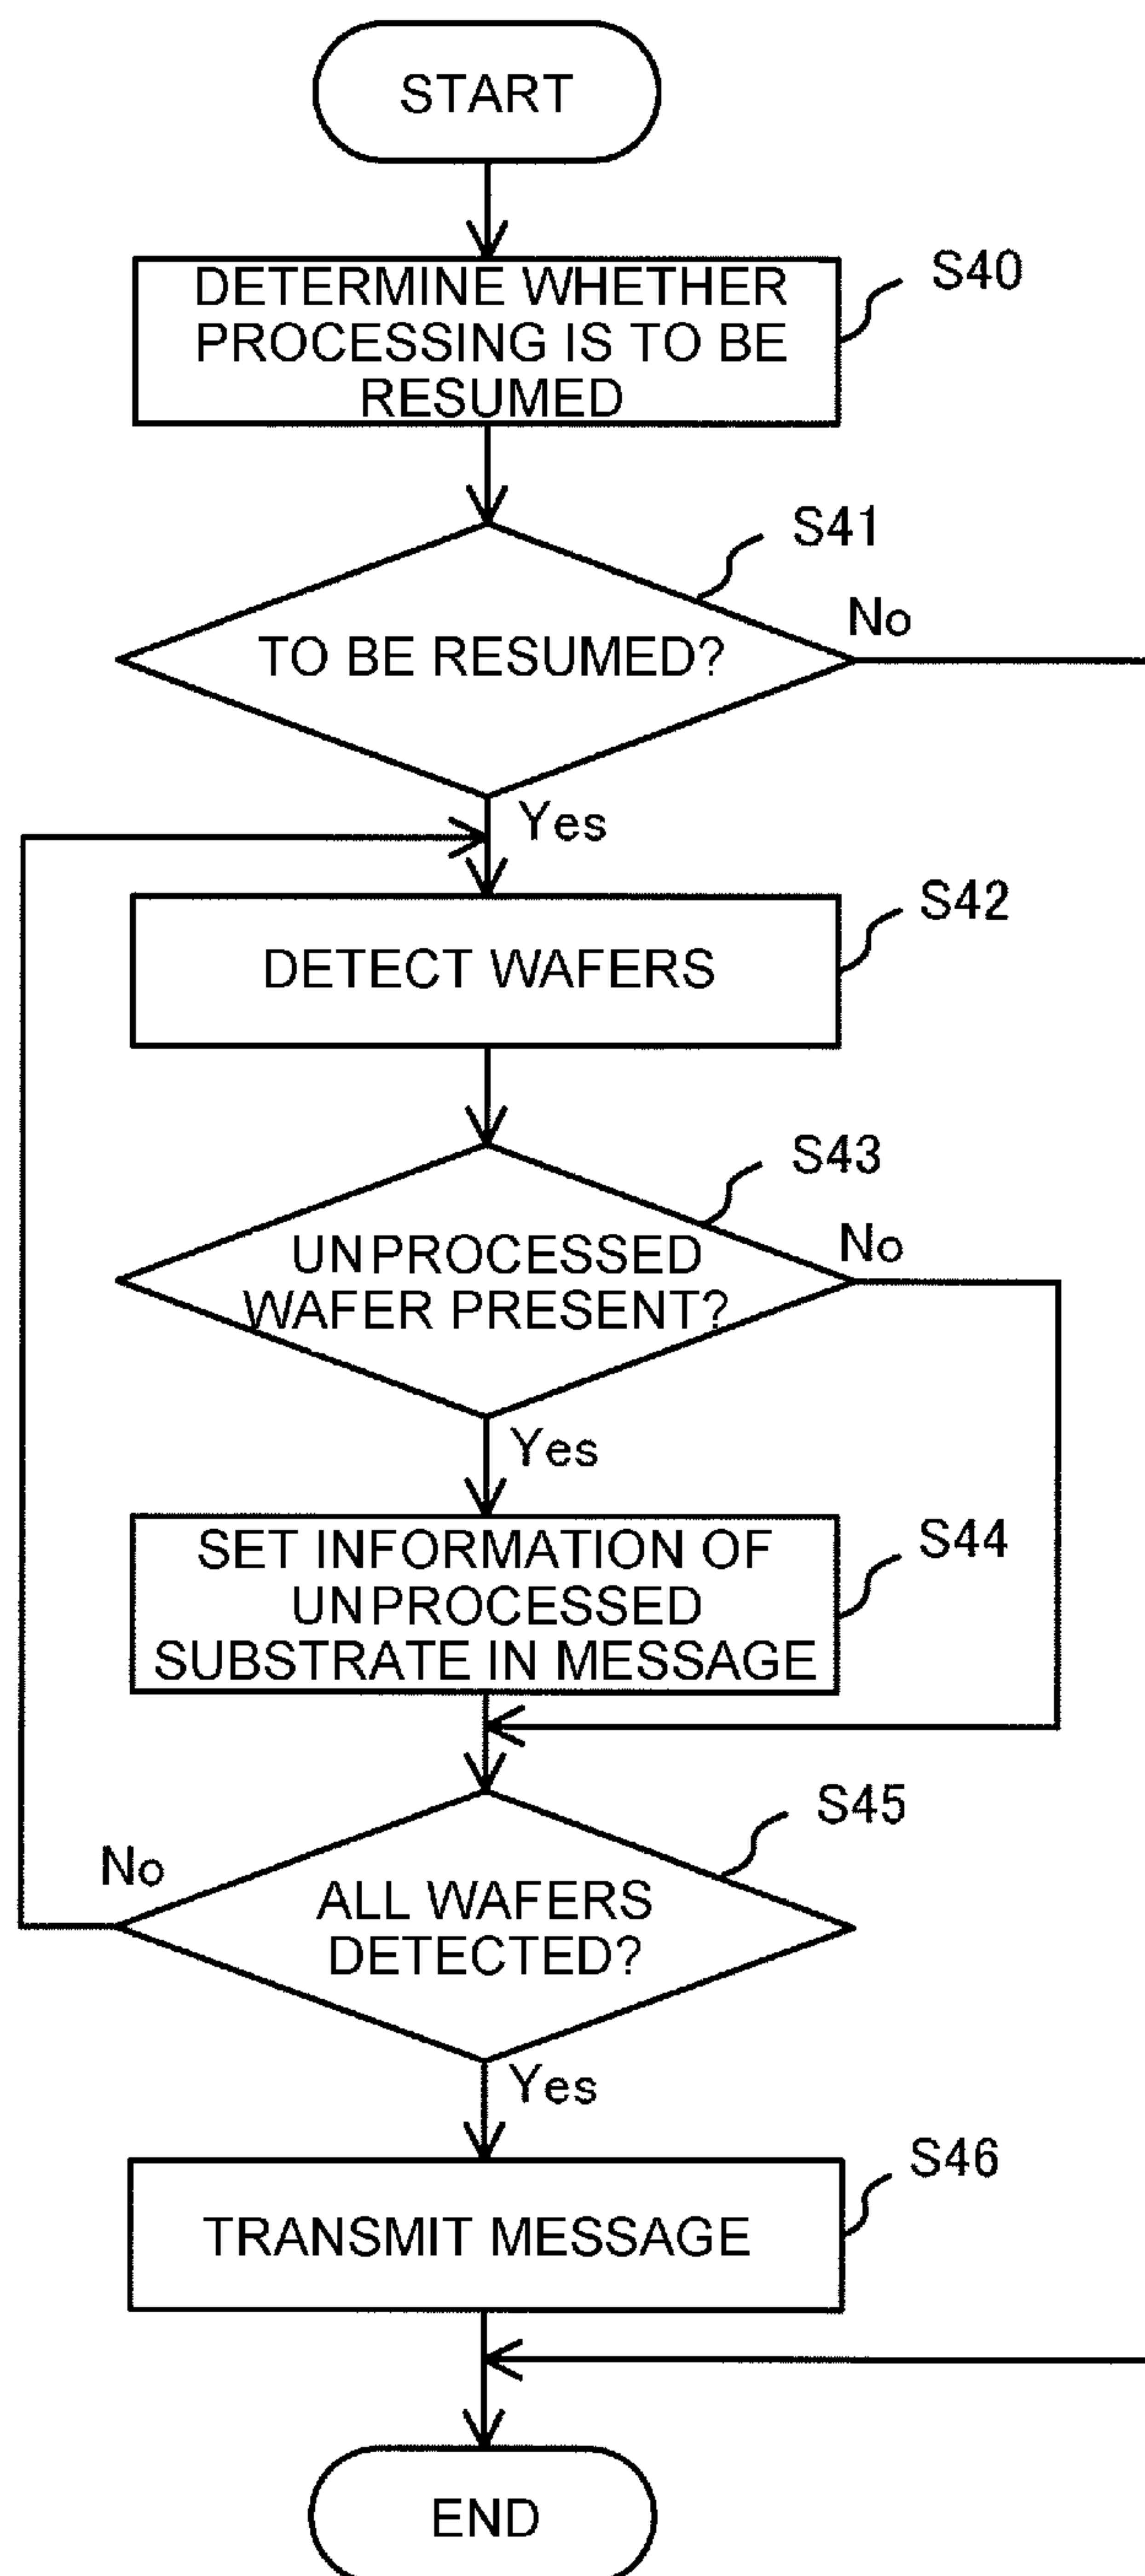 START
DETERMINE WHETHER
PROCESSING IS TO BE
RESUMED
S40
S41
TO BE RESUMED?
No
Yes
S42
DETECT WAFERS
S43
UNPROCESSED
WAFER PRESENT?
No
Yes
S44
SET INFORMATION OF
UNPROCESSED
SUBSTRATE IN MESSAGE
S45
No
ALL WAFERS
DETECTED?
Yes
S46
TRANSMIT MESSAGE
END